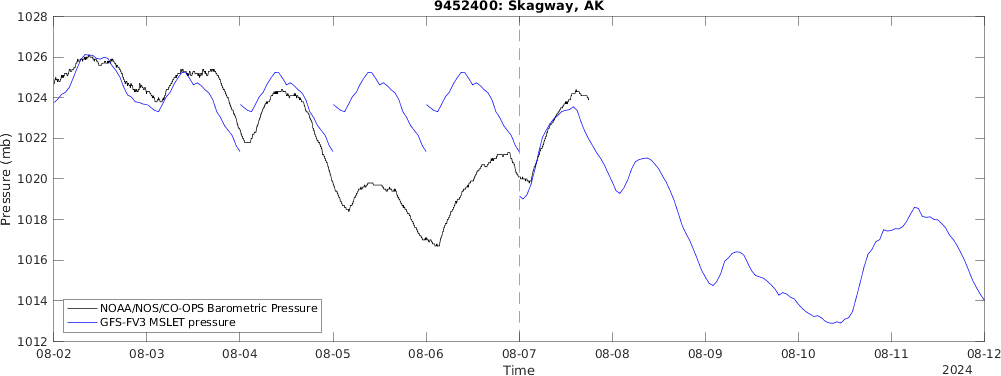 9452400: Skagway, AK
1028
1026
1024
1022
1020
1018
1016
1014
1012
Pressure (mb)
NOAA/NOS/CO-OPS Barometric Pressure
GFS-FV3 MSLET pressure
08-02 08-03 08-04 08-05 08-06 08-07 08-08 08-09 08-10 08-11 08-12
Time
2024